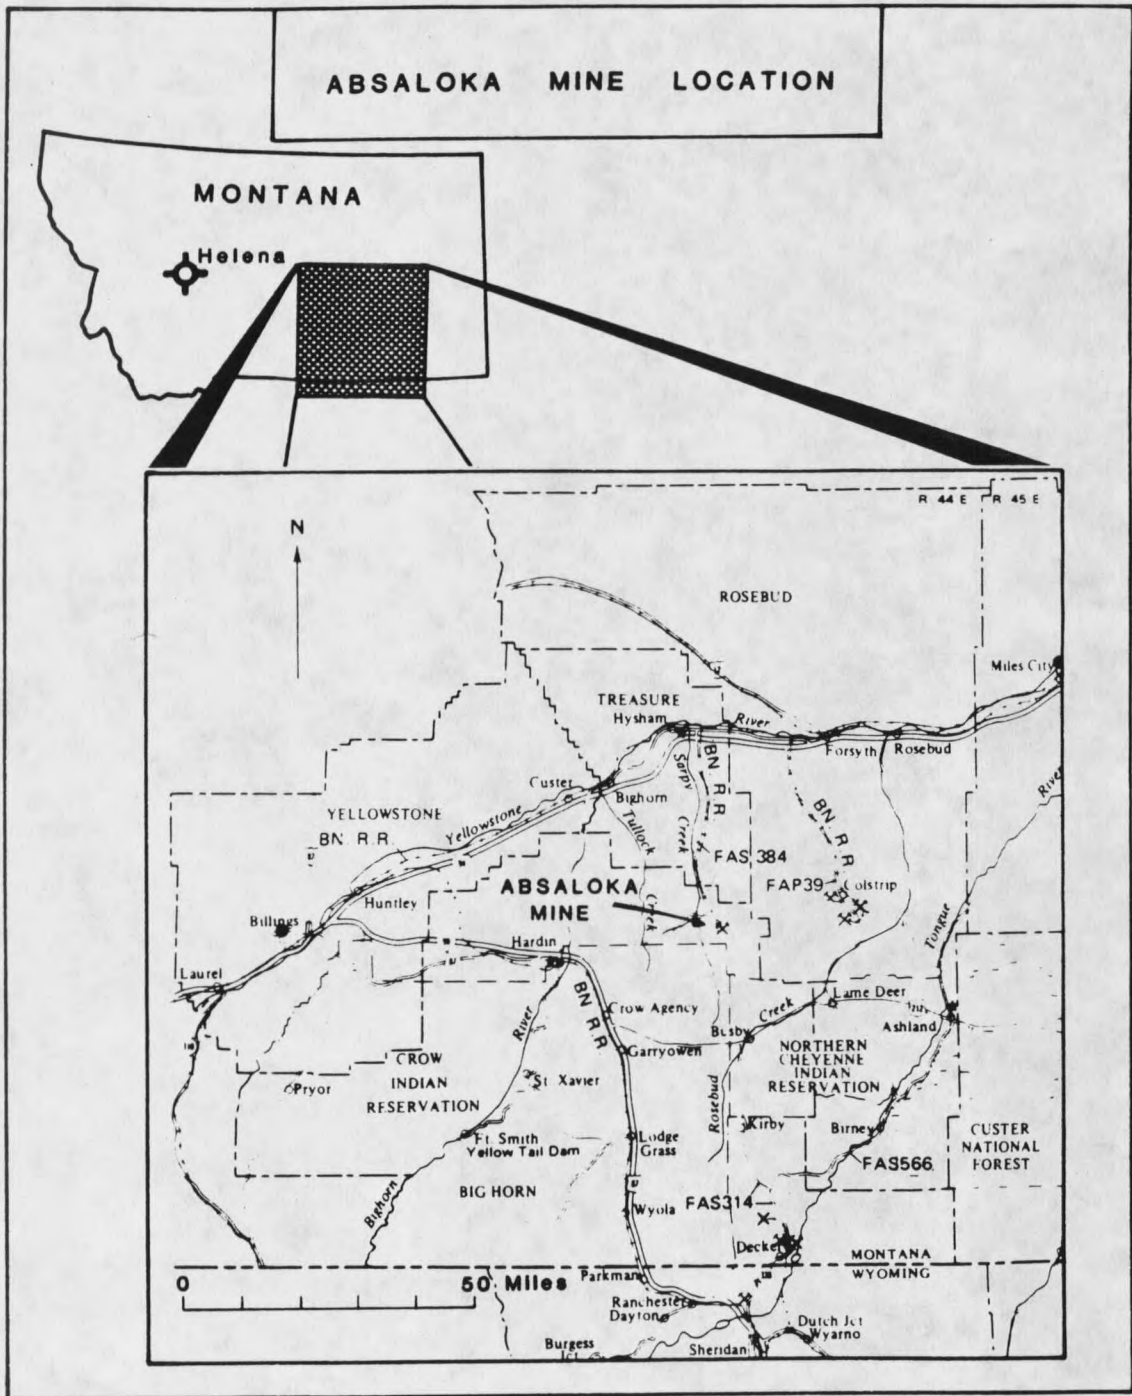 ABSALOKA MINE LOCATION
MONTANA
Helena
R 44 E R 45 E
N
ROSEBUD
Miles City
TREASURE
Hysham
River
Forsyth
Rosebud
BN R.R.
Sarpy
Creek
Custer
Bighorn
River
YELLOWSTONE
BN. R.R.
Yellowstone
Tullock
Creek
BN. R.R.
FAS 384
FAP39
Colstrip
ABSALOKA
MINE
Huntley
Billings
Hardin
Tongue
Laurel
BN R.R.
Crow Agency
Lame Deer
Creek
Busby
Ashland
River
Garryowen
NORTHERN
CHEYENNE
INDIAN
RESERVATION
CROW
INDIAN
RESERVATION
Pryor
St. Xavier
Rosebud
Kirby
Birney
CUSTER
NATIONAL
FOREST
Ft. Smith
Yellow Tail Dam
Lodge
Grass
FAS566
BIG HORN
Bighorn
Wyola
FAS314
Decker
MONTANA
WYOMING
0 50 Miles
Parkman
Ranchester
Dayton
Dutch Jct
Wyarno
Burgess
Jct
Sheridan